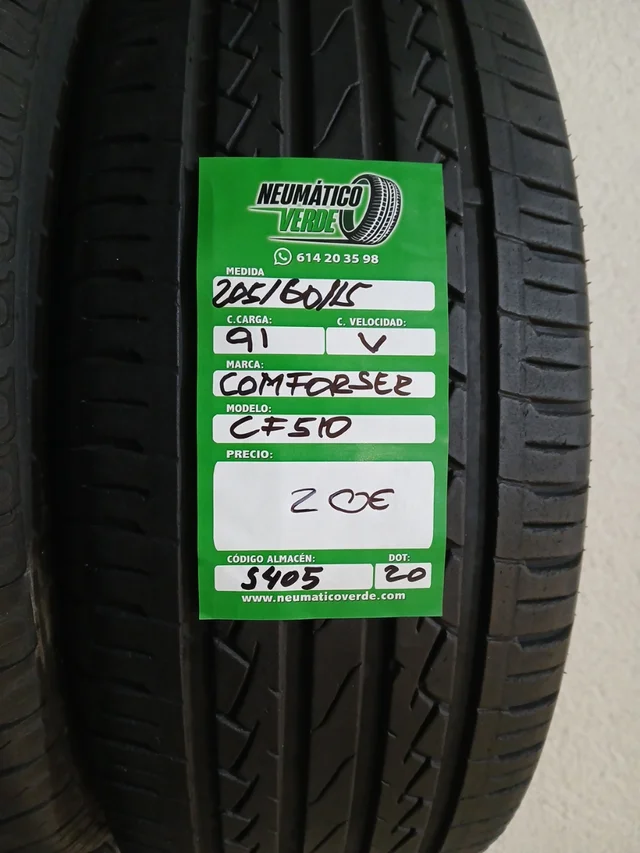 NEUMÁTICO
VERDE
614 20 35 98
MEDIDA
205/60/15
C.CARGA: C. VELOCIDAD:
91 V
MARCA:
COMFORSER
MODELO:
CF510
PRECIO:
20€
CÓDIGO ALMACÉN: DOT:
S405 20
www.neumaticoverde.com